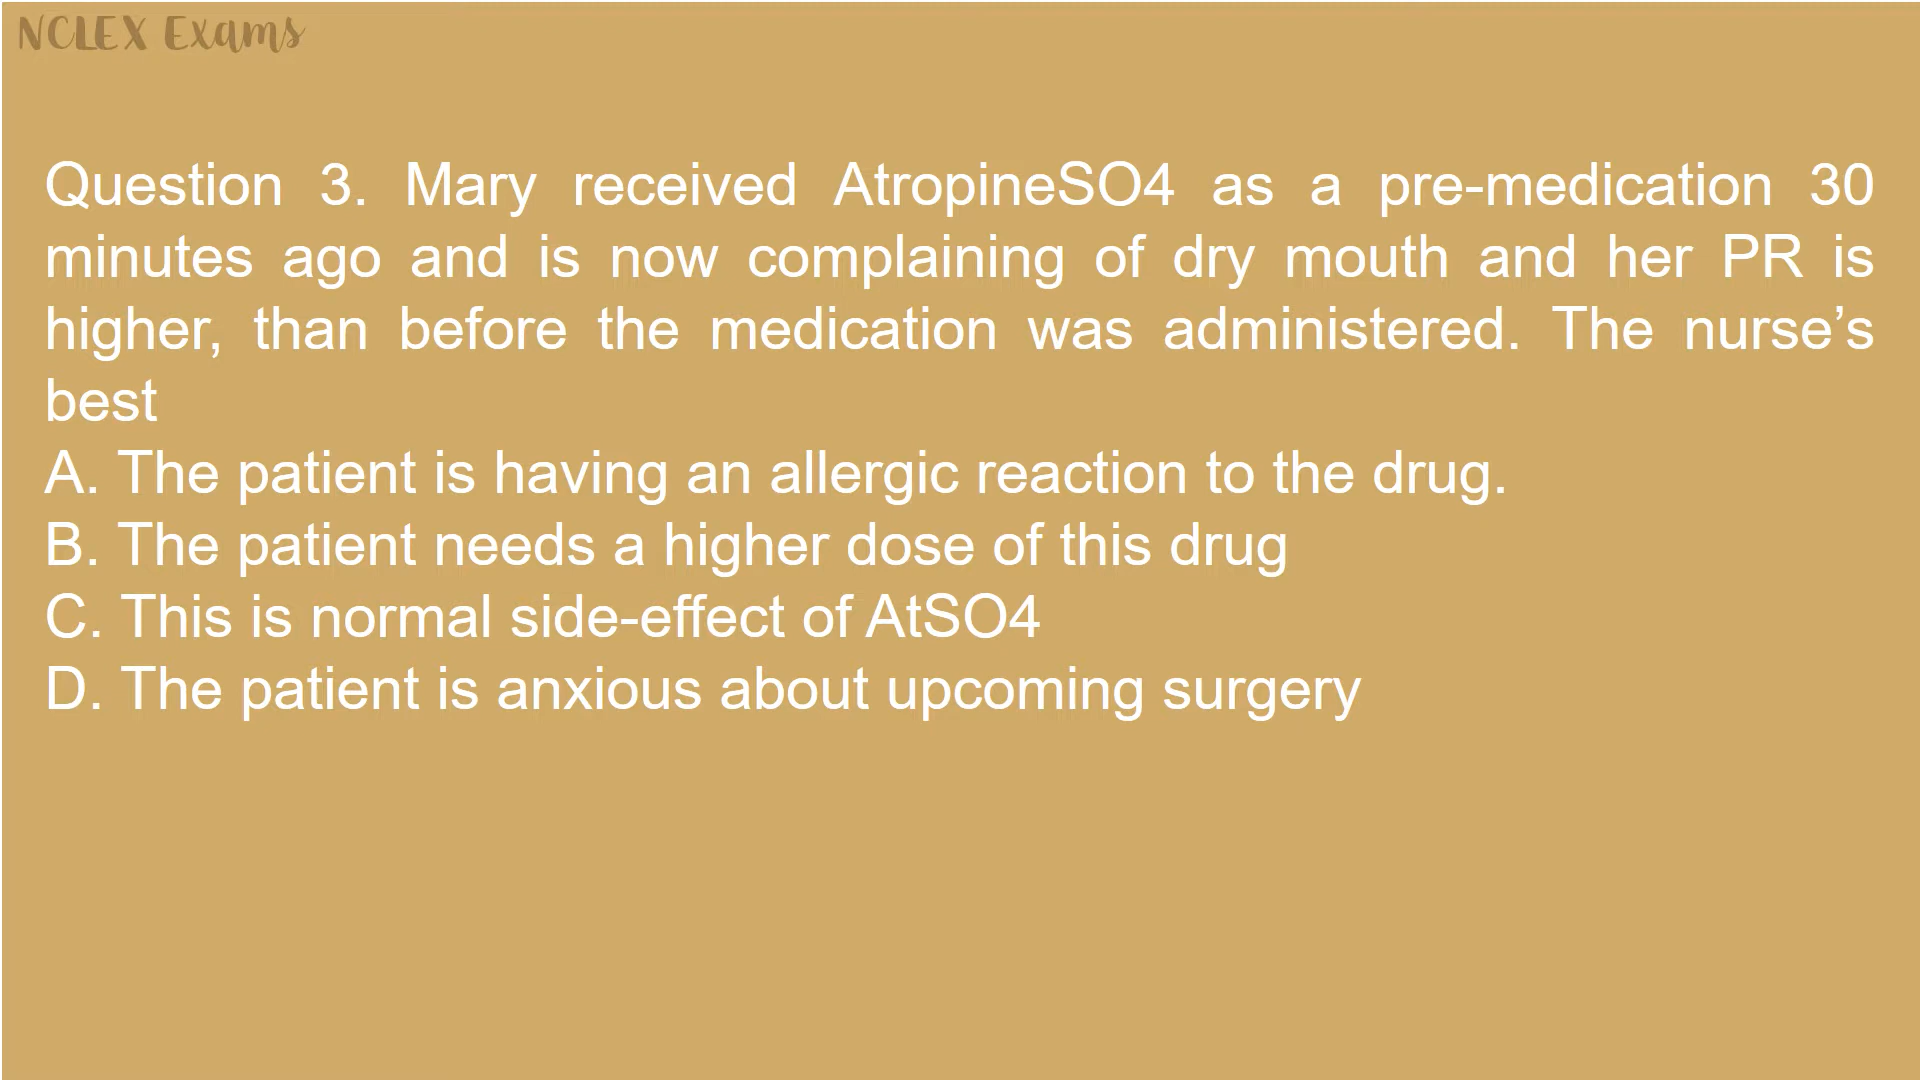 NCLEX Exams
Question 3. Mary received AtropineSO4 as a pre-medication 30
minutes ago and is now complaining of dry mouth and her PR is
higher, than before the medication was administered. The nurse’s
best
A. The patient is having an allergic reaction to the drug.
B. The patient needs a higher dose of this drug
C. This is normal side-effect of AtSO4
D. The patient is anxious about upcoming surgery